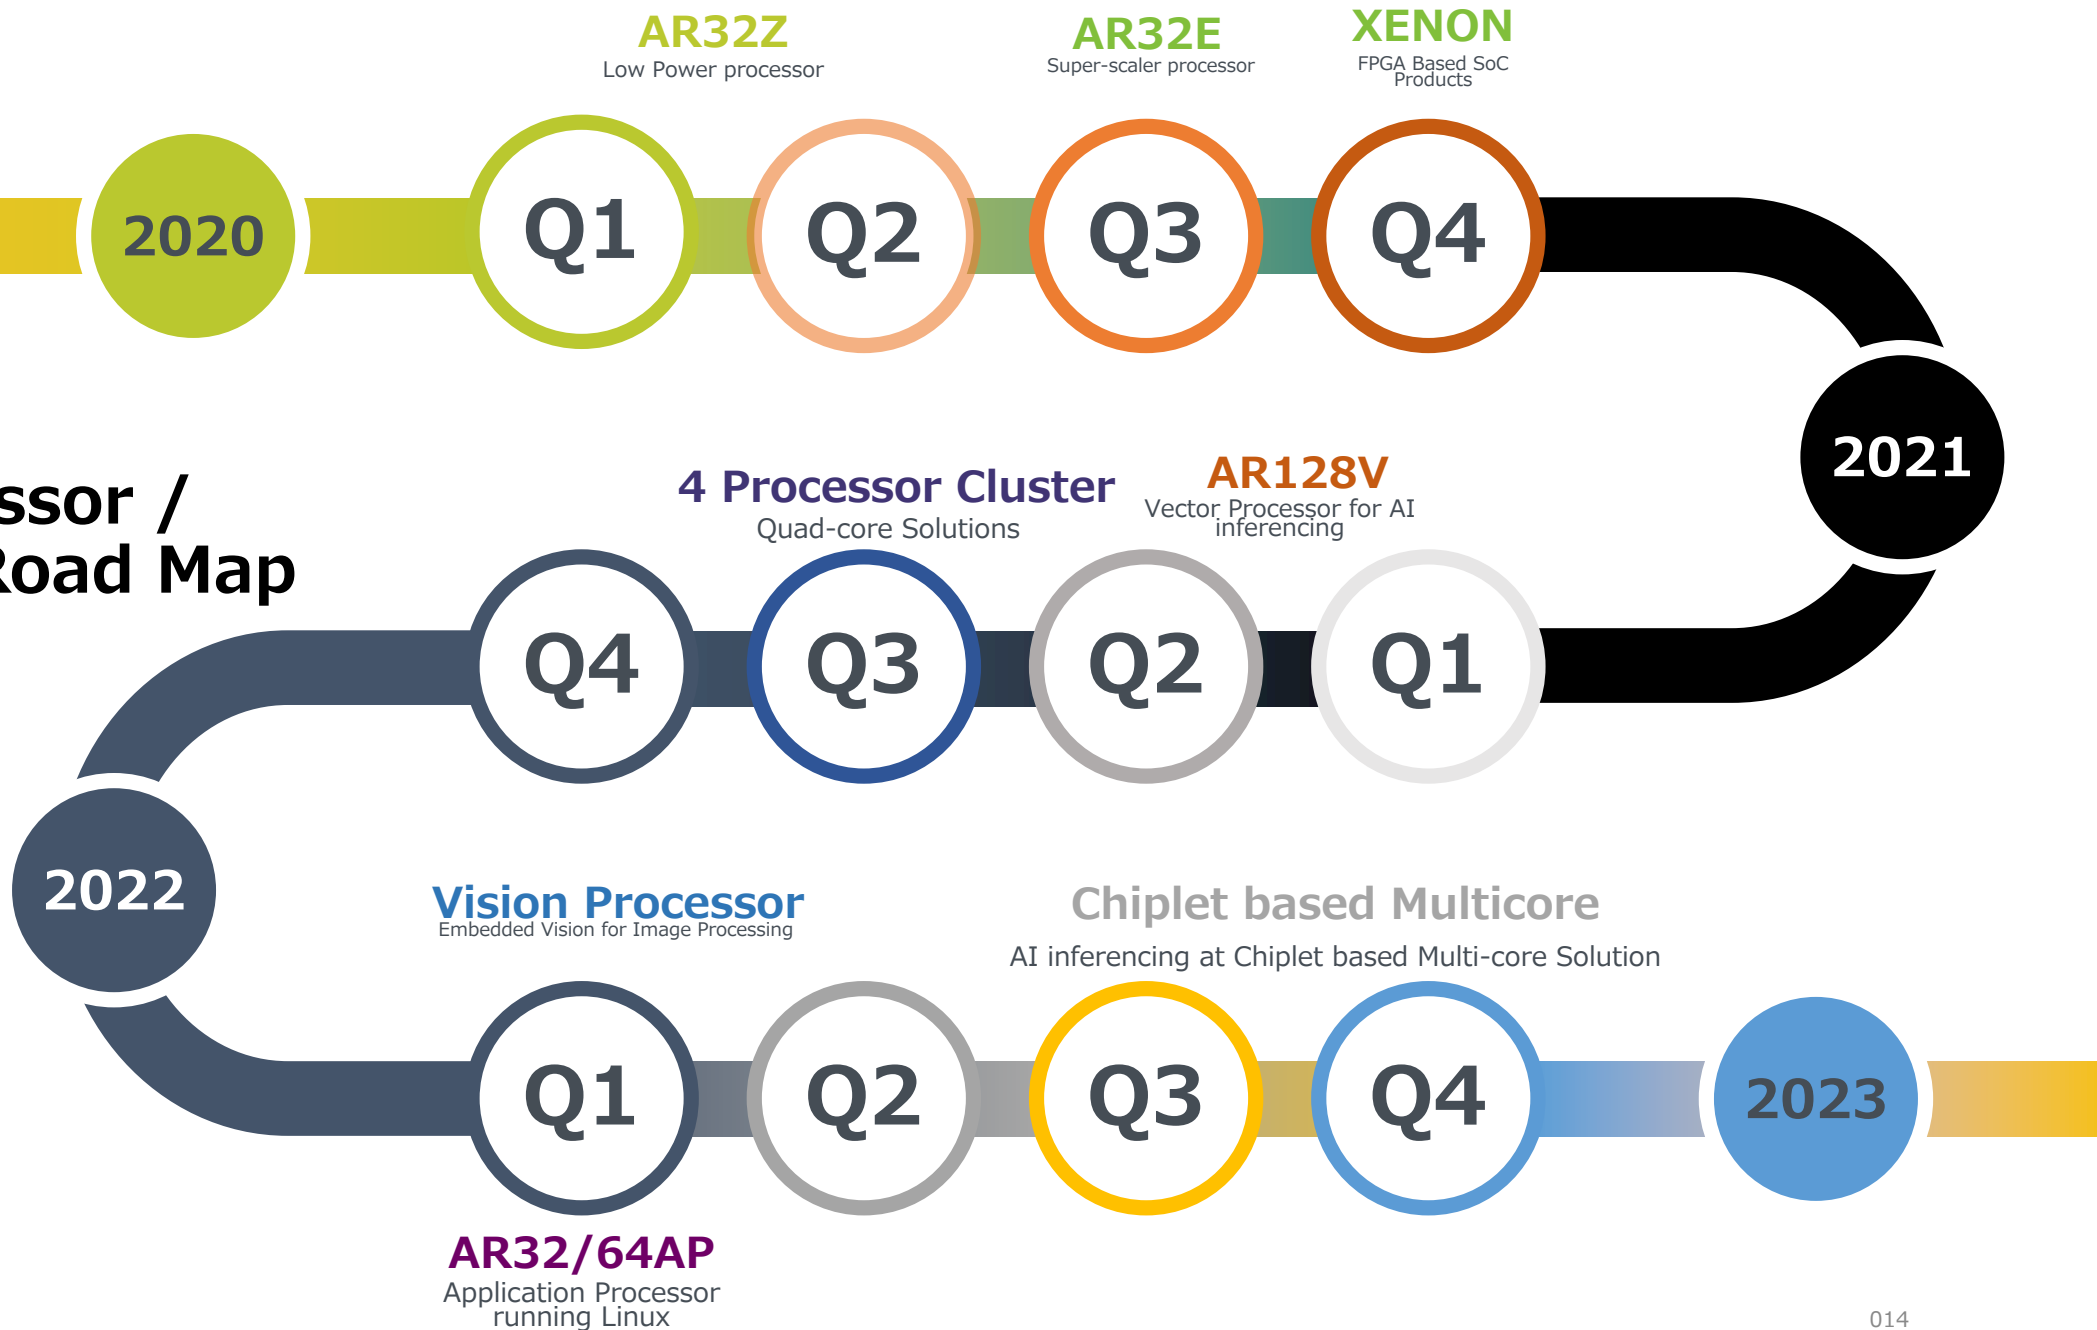 AR32Z
Low Power processor
AR32E
Super-scaler processor
XENON
FPGA Based SoC
Products
2020
Q1
Q2
Q3
Q4
2021
ssor /
Road Map
4 Processor Cluster
Quad-core Solutions
AR128V
Vector Processor for AI
inferencing
Q4
Q3
Q2
Q1
2022
Vision Processor
Embedded Vision for Image Processing
Chiplet based Multicore
AI inferencing at Chiplet based Multi-core Solution
Q1
Q2
Q3
Q4
2023
AR32/64AP
Application Processor
running Linux
014